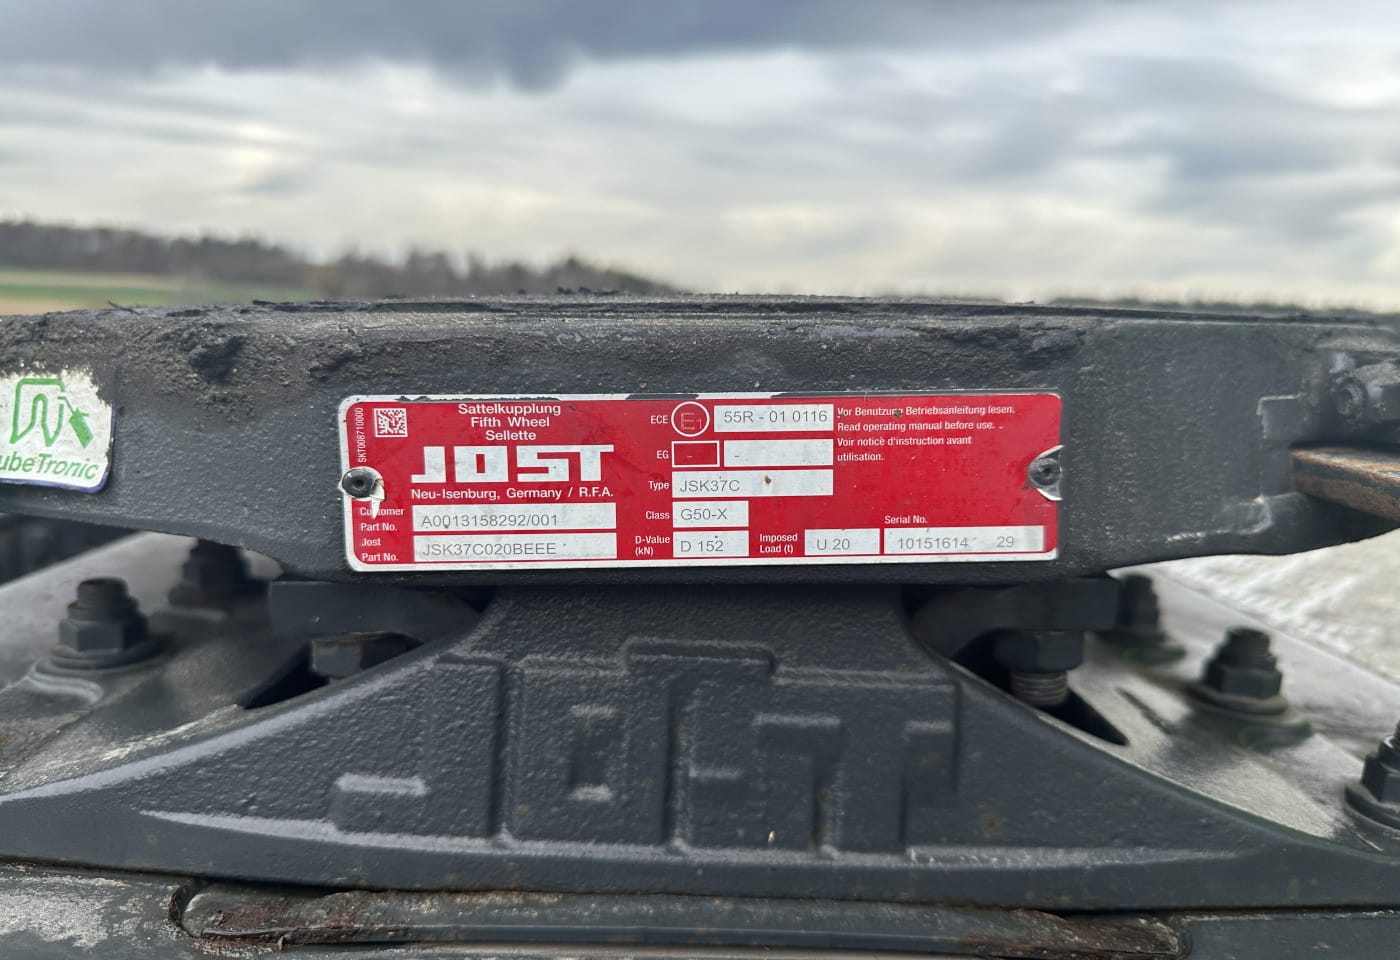 ubeTronic
SKT008710000
Sattelkupplung
Fifth Wheel
Sellette
JOST
Neu-Isenburg, Germany / R.F.A.
Customer
Part No. A0013158292/001
Jost
Part No. JSK37C020BEEE
ECE E1 55R - 01 0116
EG - -
Type JSK37C
Class G50-X
D-Value
(kN) D 152
Imposed
Load (t) U 20
Vor Benutzung Betriebsanleitung lesen.
Read operating manual before use.
Voir notice d'instruction avant
utilisation.
Serial No.
10151614 29
JOST